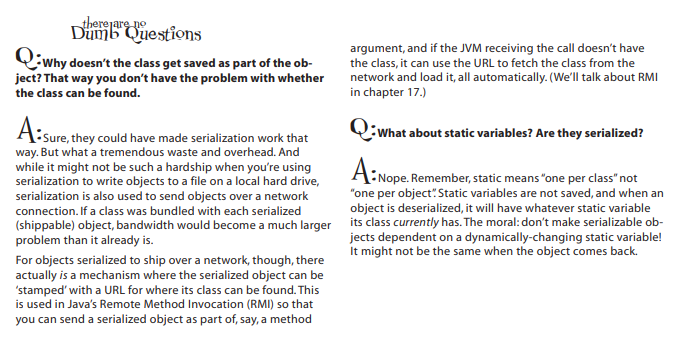 there are no
Dumb Questions
Q: Why doesn’t the class get saved as part of the ob-
ject? That way you don’t have the problem with whether
the class can be found.
A: Sure, they could have made serialization work that
way. But what a tremendous waste and overhead. And
while it might not be such a hardship when you’re using
serialization to write objects to a file on a local hard drive,
serialization is also used to send objects over a network
connection. If a class was bundled with each serialized
(shippable) object, bandwidth would become a much larger
problem than it already is.
For objects serialized to ship over a network, though, there
actually is a mechanism where the serialized object can be
‘stamped’ with a URL for where its class can be found. This
is used in Java’s Remote Method Invocation (RMI) so that
you can send a serialized object as part of, say, a method
argument, and if the JVM receiving the call doesn’t have
the class, it can use the URL to fetch the class from the
network and load it, all automatically. (We’ll talk about RMI
in chapter 17.)
Q: What about static variables? Are they serialized?
A: Nope. Remember, static means “one per class” not
“one per object”. Static variables are not saved, and when an
object is deserialized, it will have whatever static variable
its class currently has. The moral: don’t make serializable ob-
jects dependent on a dynamically-changing static variable!
It might not be the same when the object comes back.